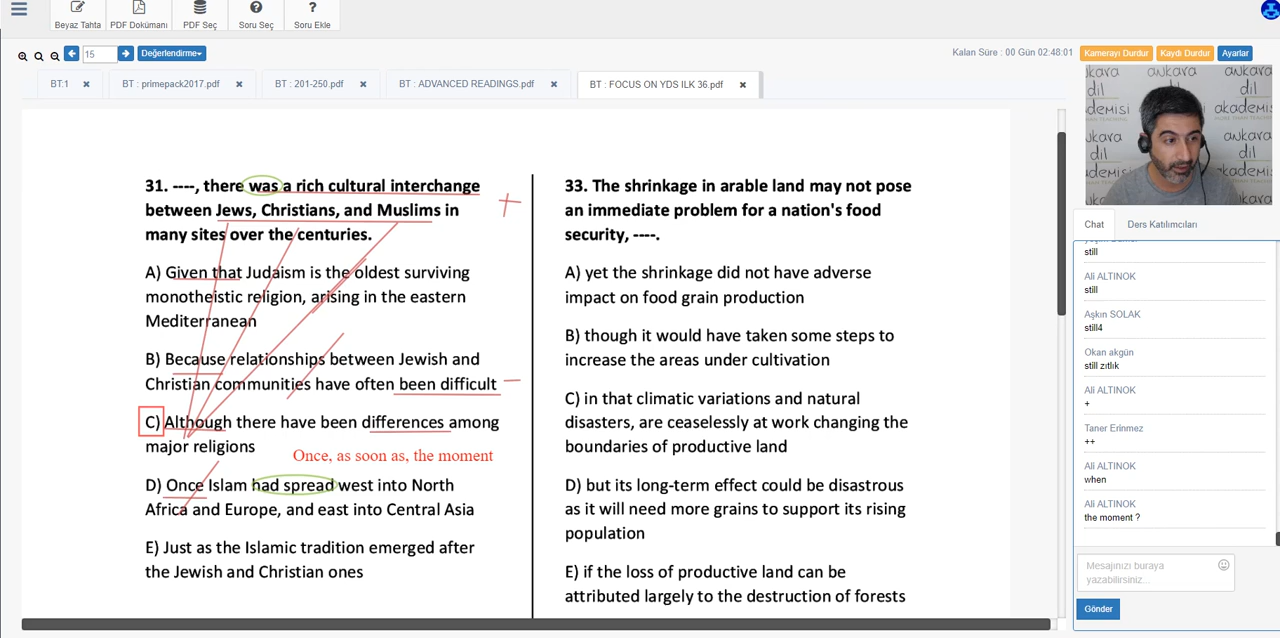 Beyaz Tahta
PDF Dokümanı
PDF Seç
Soru Seç
Soru Ekle
15
Değerlendirme
Kalan Süre : 00 Gün 02:48:01
Kamerayı Durdur
Kaydı Durdur
Ayarlar
BT:1
BT : primepack2017.pdf
BT : 201-250.pdf
BT : ADVANCED READINGS.pdf
BT : FOCUS ON YDS ILK 36.pdf
31. ----, there was a rich cultural interchange
between Jews, Christians, and Muslims in
many sites over the centuries.
A) Given that Judaism is the oldest surviving
monotheistic religion, arising in the eastern
Mediterranean
B) Because relationships between Jewish and
Christian communities have often been difficult
C) Although there have been differences among
major religions
Once, as soon as, the moment
D) Once Islam had spread west into North
Africa and Europe, and east into Central Asia
E) Just as the Islamic tradition emerged after
the Jewish and Christian ones
33. The shrinkage in arable land may not pose
an immediate problem for a nation's food
security, ----.
A) yet the shrinkage did not have adverse
impact on food grain production
B) though it would have taken some steps to
increase the areas under cultivation
C) in that climatic variations and natural
disasters, are ceaselessly at work changing the
boundaries of productive land
D) but its long-term effect could be disastrous
as it will need more grains to support its rising
population
E) if the loss of productive land can be
attributed largely to the destruction of forests
ankara
dil
akademisi
Chat
Ders Katılımcıları
still
Ali ALTINOK
still
Aşkın SOLAK
still4
Okan akgün
still zıtlık
Ali ALTINOK
+
Taner Erinmez
++
Ali ALTINOK
when
Ali ALTINOK
the moment ?
Mesajınızı buraya
yazabilirsiniz...
Gönder